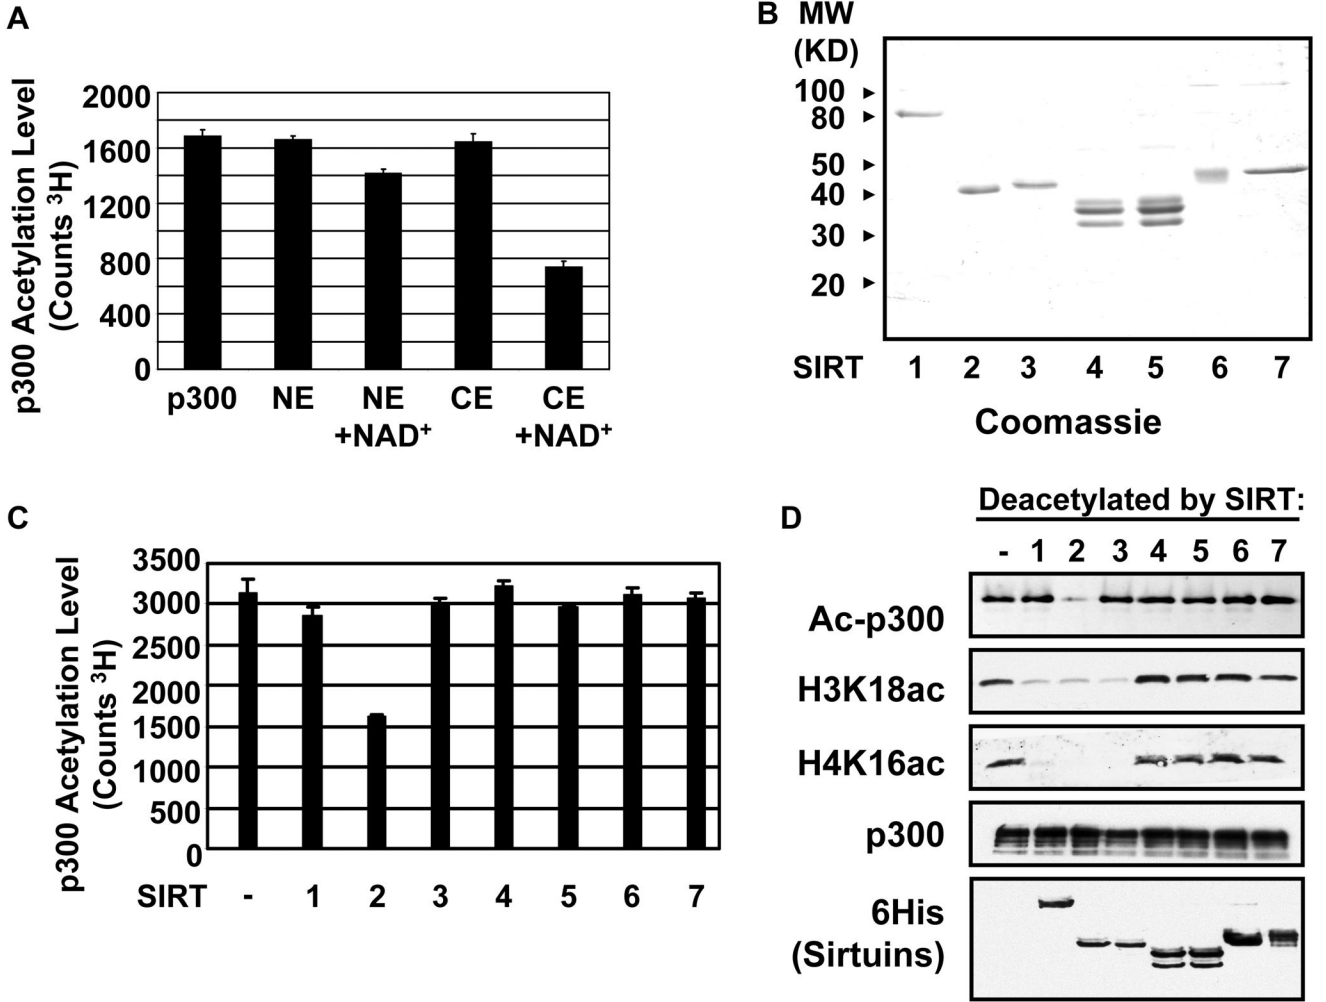 A
p300 Acetylation Level
(Counts ³H)
2000
1600
1200
800
400
0
p300 NE NE CE CE
+NAD⁺ +NAD⁺
B MW
(KD)
100 ►
80 ►
50 ►
40 ►
30 ►
20 ►
SIRT 1 2 3 4 5 6 7
Coomassie
C
p300 Acetylation Level
(Counts ³H)
3500
3000
2500
2000
1500
1000
500
0
SIRT - 1 2 3 4 5 6 7
D
Deacetylated by SIRT:
- 1 2 3 4 5 6 7
Ac-p300
H3K18ac
H4K16ac
p300
6His
(Sirtuins)